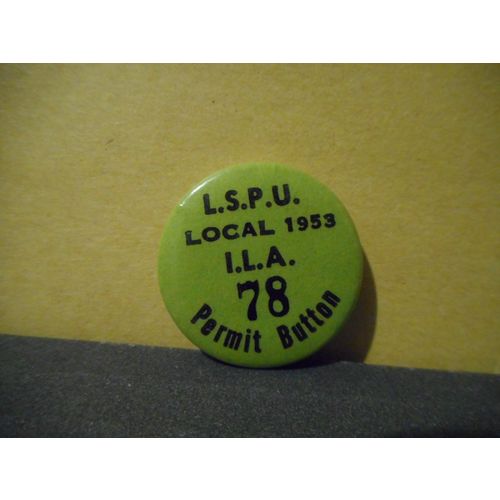 L.S.P.U.
LOCAL 1953
I.L.A.
78
Permit Button